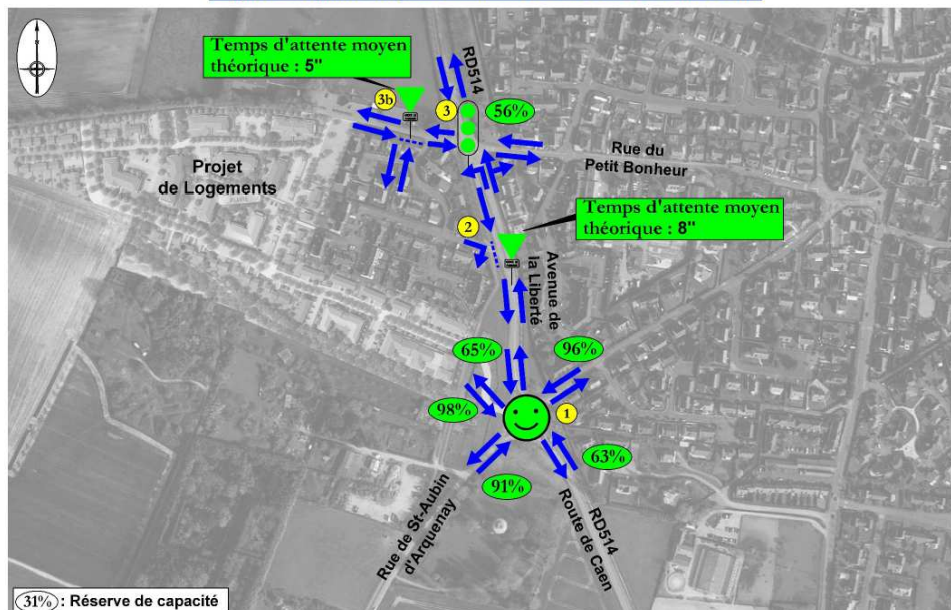 Temps d'attente moyen
théorique : 5"
RD514
3b
3
56%
Projet
de Logements
Rue du
Petit Bonheur
Temps d'attente moyen
théorique : 8"
2
Avenue de
la Liberté
65%
96%
98%
1
63%
91%
Rue de St-Aubin
d'Arquenay
RD514
Route de Caen
31% : Réserve de capacité